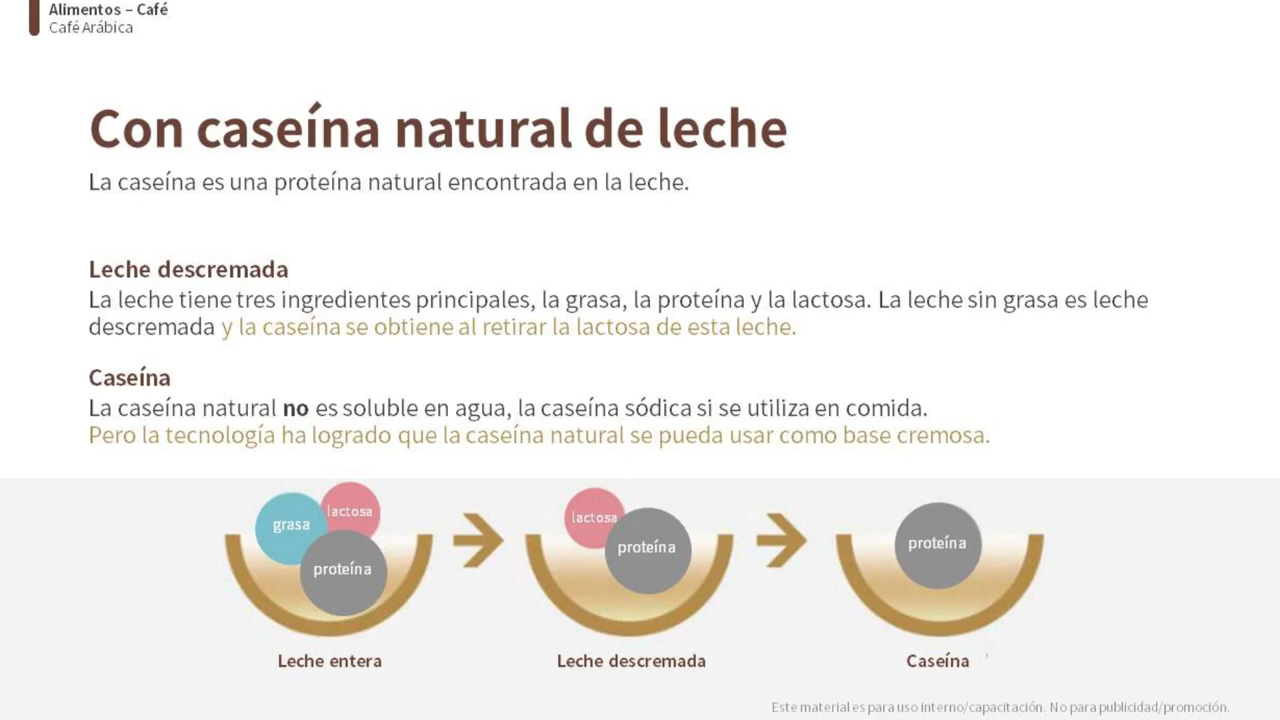 Alimentos – Café
Café Arábica
Con caseína natural de leche
La caseína es una proteína natural encontrada en la leche.
Leche descremada
La leche tiene tres ingredientes principales, la grasa, la proteína y la lactosa. La leche sin grasa es leche
descremada y la caseína se obtiene al retirar la lactosa de esta leche.
Caseína
La caseína natural no es soluble en agua, la caseína sódica si se utiliza en comida.
Pero la tecnología ha logrado que la caseína natural se pueda usar como base cremosa.
grasa
lactosa
proteína
lactosa
proteína
proteína
Leche entera
Leche descremada
Caseína
Este material es para uso interno/capacitación. No para publicidad/promoción.